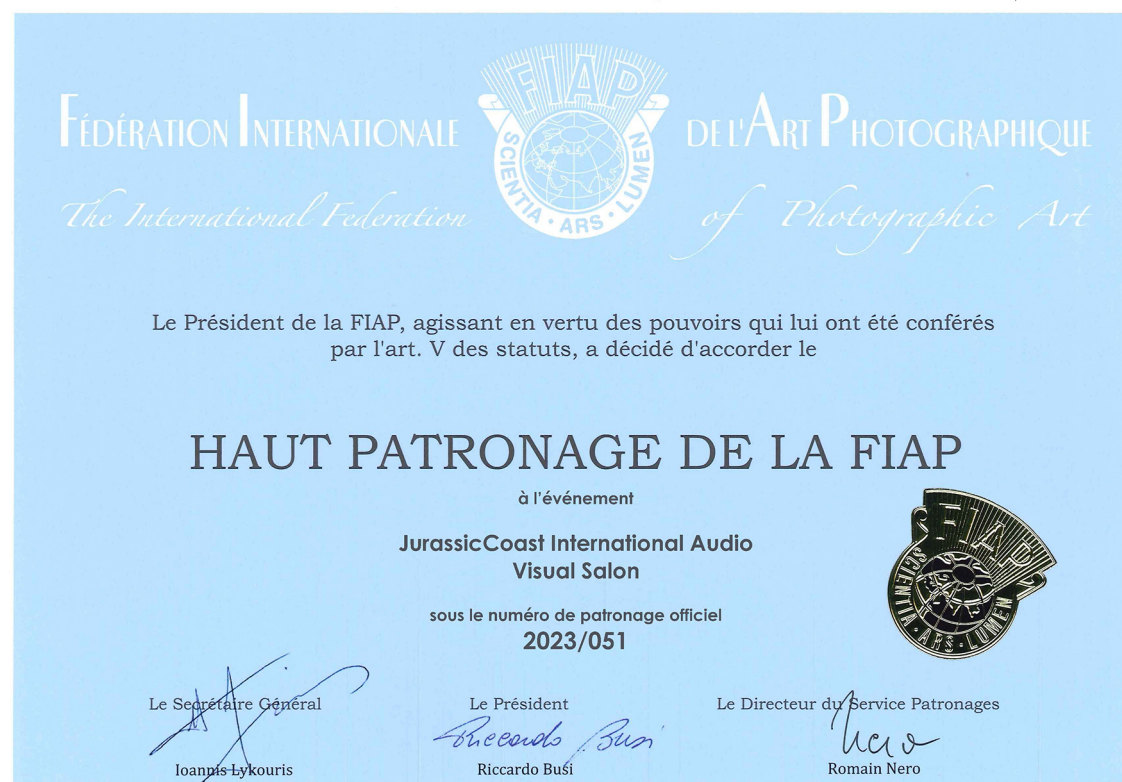 FÉDÉRATION INTERNATIONALE
FIAP
SCIENTIA • ARS • LUMEN
DE L'ART PHOTOGRAPHIQUE
The International Federation
of Photographic Art
Le Président de la FIAP, agissant en vertu des pouvoirs qui lui ont été conférés
par l'art. V des statuts, a décidé d'accorder le
HAUT PATRONAGE DE LA FIAP
à l'événement
JurassicCoast International Audio
Visual Salon
FIAP
SCIENTIA • ARS • LUMEN
sous le numéro de patronage officiel
2023/051
Le Secrétaire Général
Le Président
Le Directeur du Service Patronages
Riccardo Busi
Nero
Ioannis Lykouris
Riccardo Busi
Romain Nero